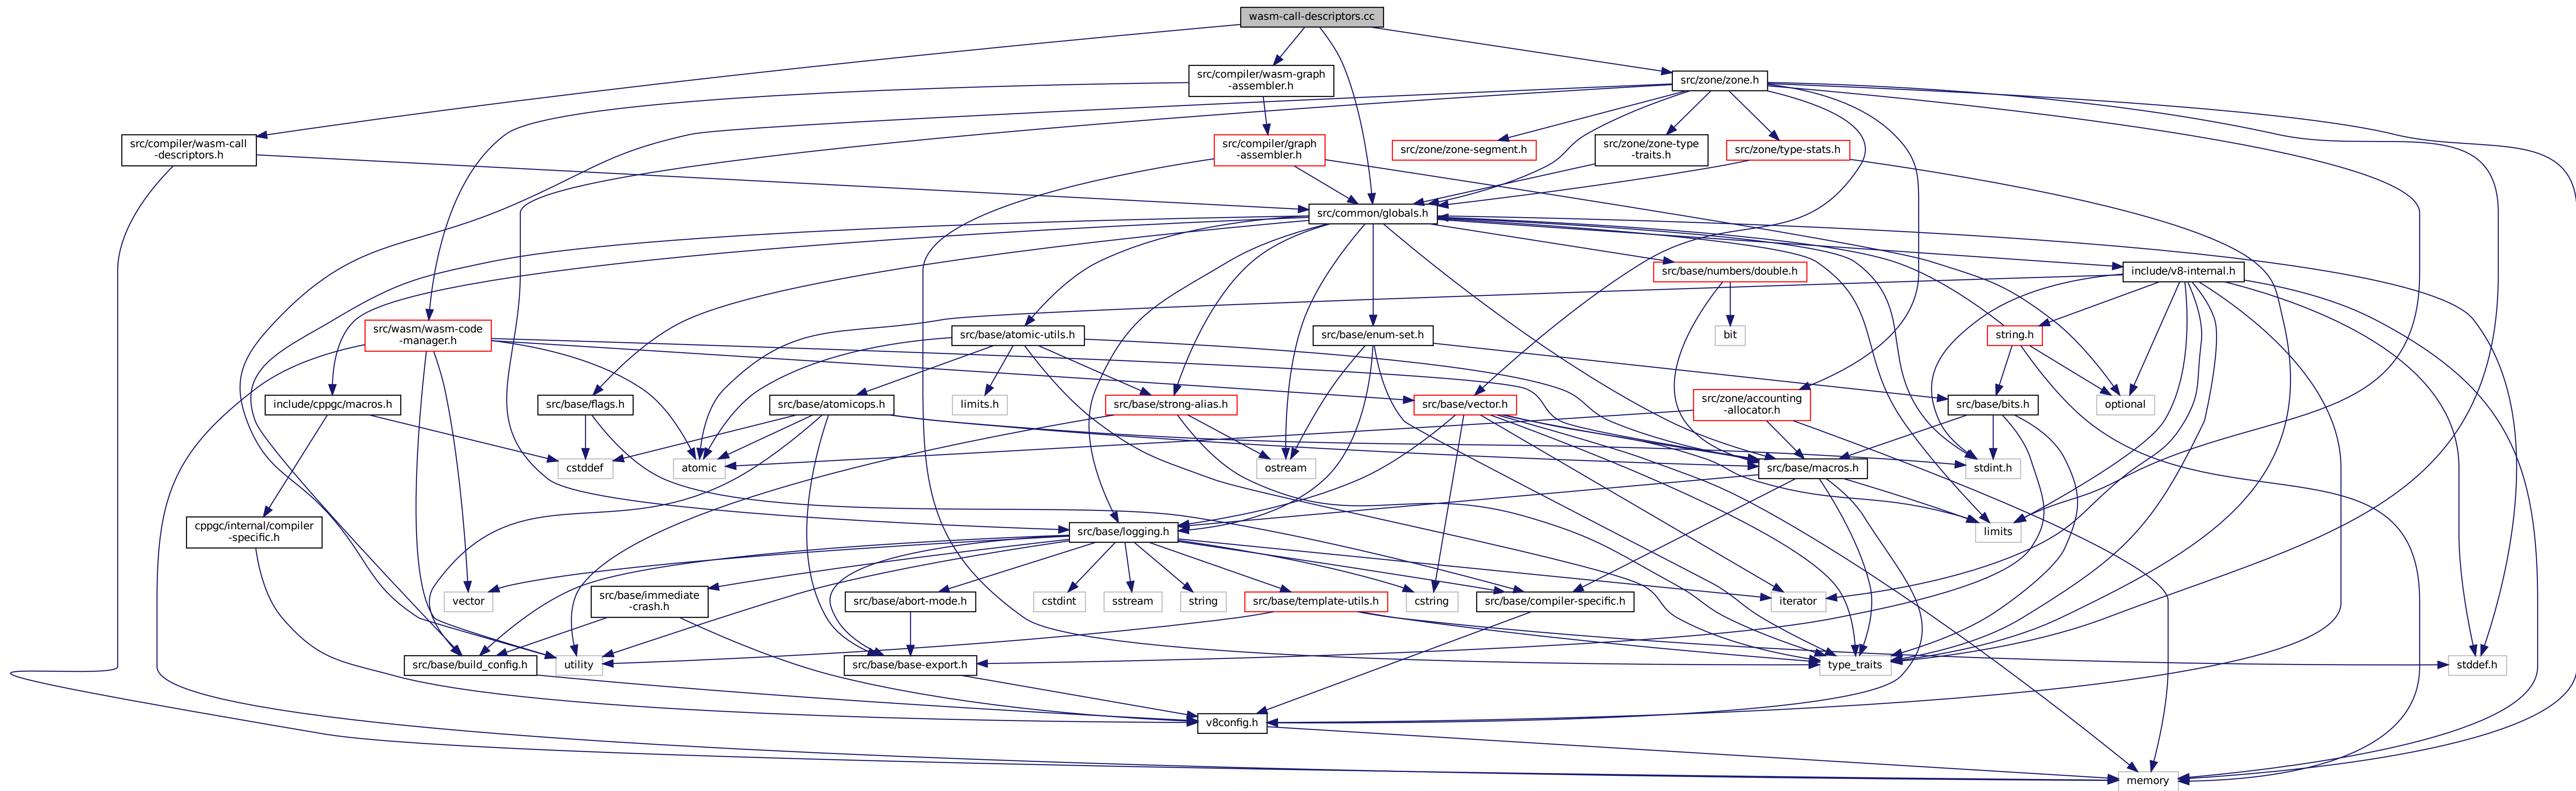 wasm-call-descriptors.cc
src/compiler/wasm-graph
-assembler.h
src/zone/zone.h
src/compiler/wasm-call
-descriptors.h
src/compiler/graph
-assembler.h
src/zone/zone-segment.h
src/zone/zone-type
-traits.h
src/zone/type-stats.h
src/common/globals.h
src/base/numbers/double.h
include/v8-internal.h
src/wasm/wasm-code
-manager.h
src/base/atomic-utils.h
src/base/enum-set.h
bit
string.h
include/cppgc/macros.h
src/base/flags.h
src/base/atomicops.h
limits.h
src/base/strong-alias.h
src/base/vector.h
src/zone/accounting
-allocator.h
src/base/bits.h
optional
cstddef
atomic
ostream
src/base/macros.h
stdint.h
cppgc/internal/compiler
-specific.h
src/base/logging.h
limits
vector
src/base/immediate
-crash.h
src/base/abort-mode.h
cstdint
sstream
string
src/base/template-utils.h
cstring
src/base/compiler-specific.h
iterator
src/base/build_config.h
utility
src/base/base-export.h
type_traits
stddef.h
v8config.h
memory